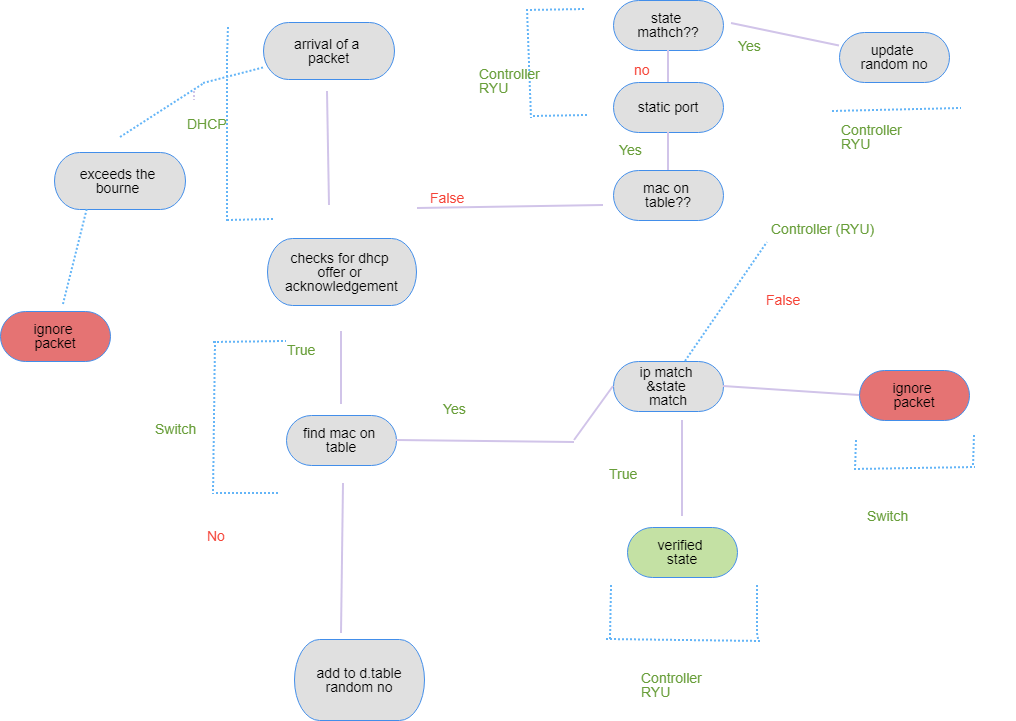 state
mathch??
Yes
update
random no
arrival of a
packet
Controller
RYU
no
static port
DHCP
Controller
RYU
Yes
exceeds the
bourne
mac on
table??
False
Controller (RYU)
checks for dhcp
offer or
acknowledgement
False
ignore
packet
True
ip match
&state
match
ignore
packet
Yes
Switch
find mac on
table
True
Switch
No
verified
state
add to d.table
random no
Controller
RYU